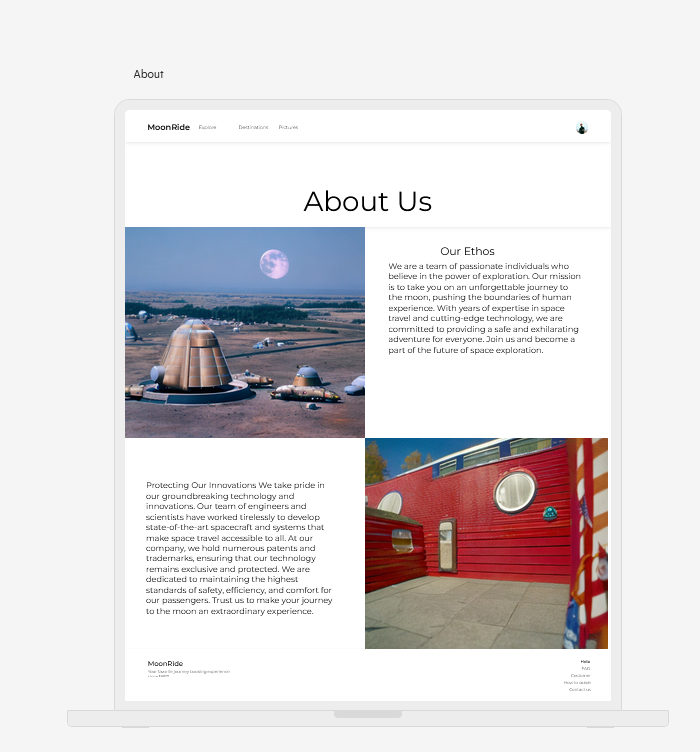 About
MoonRide Explore Destinations Pictures
About Us
Our Ethos
We are a team of passionate individuals who
believe in the power of exploration. Our mission
is to take you on an unforgettable journey to
the moon, pushing the boundaries of human
experience. With years of expertise in space
travel and cutting-edge technology, we are
committed to providing a safe and exhilarating
adventure for everyone. Join us and become a
part of the future of space exploration.
Protecting Our Innovations We take pride in
our groundbreaking technology and
innovations. Our team of engineers and
scientists have worked tirelessly to develop
state-of-the-art spacecraft and systems that
make space travel accessible to all. At our
company, we hold numerous patents and
trademarks, ensuring that our technology
remains exclusive and protected. We are
dedicated to maintaining the highest
standards of safety, efficiency, and comfort for
our passengers. Trust us to make your journey
to the moon an extraordinary experience.
MoonRide
booking experience
Help
FAQ
Contact us